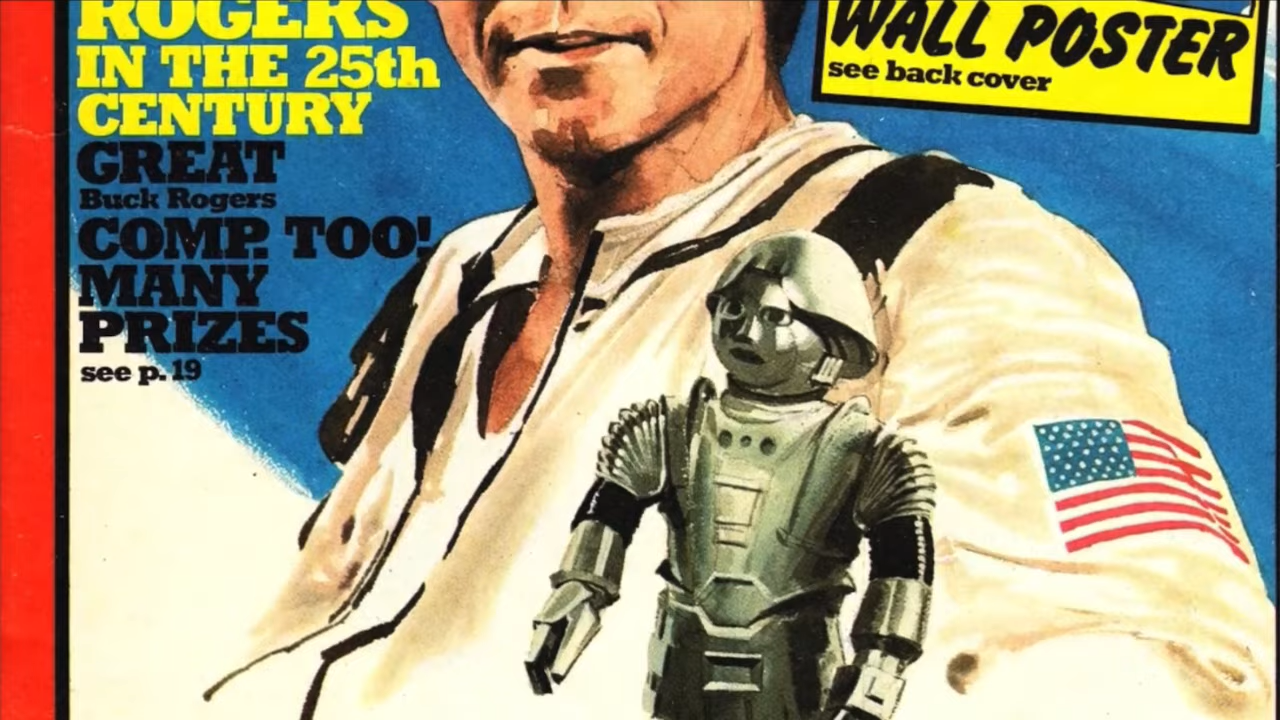 ROGERS
IN THE 25th
CENTURY
GREAT
Buck Rogers
COMP. TOO!
MANY
PRIZES
see p. 19
WALL POSTER
see back cover